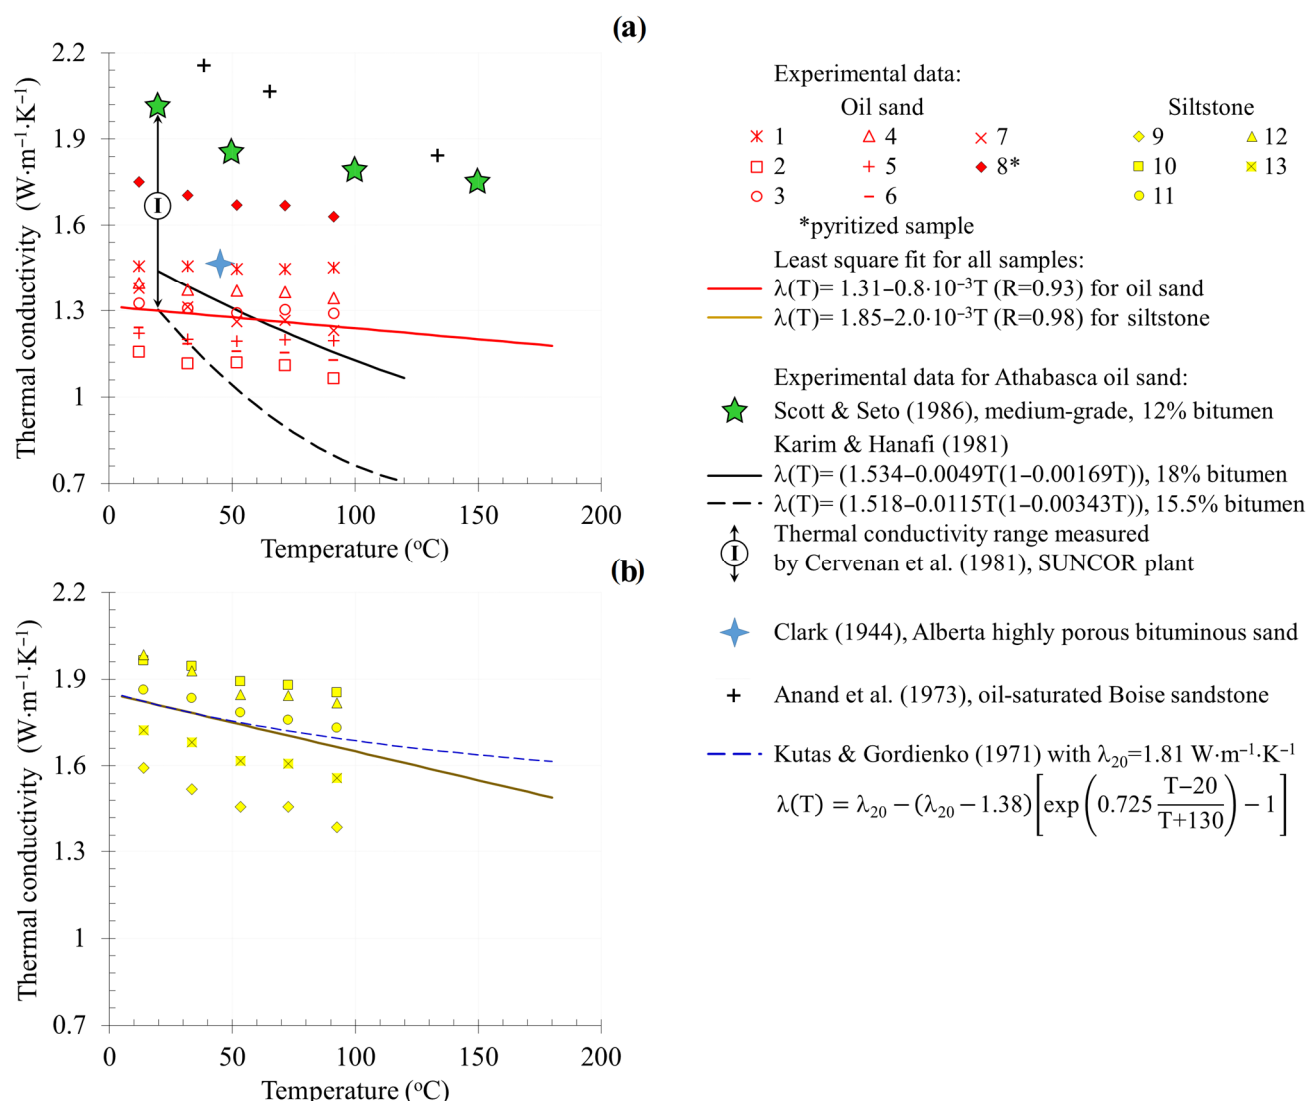 (a)
Thermal conductivity (W·m⁻¹·K⁻¹)
2.2
1.9
1.6
1.3
1
0.7
0 50 100 150 200
Temperature (°C)
I
(b)
Thermal conductivity (W·m⁻¹·K⁻¹)
2.2
1.9
1.6
1.3
1
0.7
0 50 100 150 200
Temperature (°C)
Experimental data:
Oil sand Siltstone
1 4 7 9 12
2 5 8* 10 13
3 6 11
*pyritized sample
Least square fit for all samples:
λ(T)= 1.31–0.8·10⁻³T (R=0.93) for oil sand
λ(T)= 1.85–2.0·10⁻³T (R=0.98) for siltstone
Experimental data for Athabasca oil sand:
Scott & Seto (1986), medium-grade, 12% bitumen
Karim & Hanafi (1981)
λ(T)= (1.534–0.0049T(1–0.00169T)), 18% bitumen
λ(T)= (1.518–0.0115T(1–0.00343T)), 15.5% bitumen
Thermal conductivity range measured
I
by Cervenan et al. (1981), SUNCOR plant
Clark (1944), Alberta highly porous bituminous sand
Anand et al. (1973), oil-saturated Boise sandstone
Kutas & Gordienko (1971) with λ₂₀=1.81 W·m⁻¹·K⁻¹
λ(T) = λ₂₀ – (λ₂₀ – 1.38)[exp(0.725 (T–20)/(T+130)) – 1]